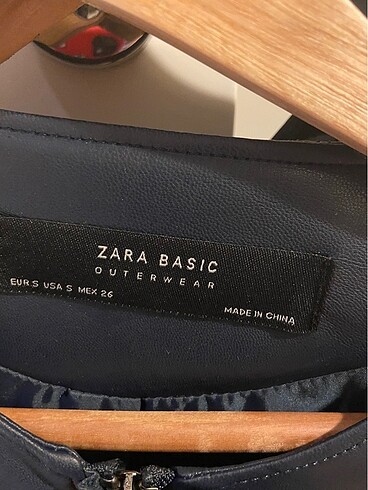 ZARA BASIC
OUTERWEAR
EUR S USA S MEX 26
MADE IN CHINA